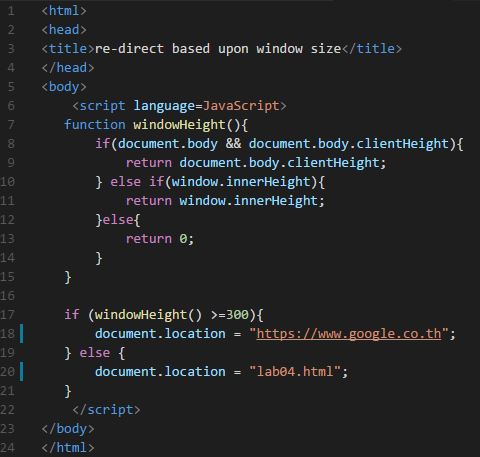 1 <html>
2 <head>
3 <title>re-direct based upon window size</title>
4 </head>
5 <body>
6 <script language=JavaScript>
7 function windowHeight(){
8 if(document.body && document.body.clientHeight){
9 return document.body.clientHeight;
10 } else if(window.innerHeight){
11 return window.innerHeight;
12 }else{
13 return 0;
14 }
15 }
16
17 if (windowHeight() >=300){
18 document.location = "https://www.google.co.th";
19 } else {
20 document.location = "lab04.html";
21 }
22 </script>
23 </body>
24 </html>